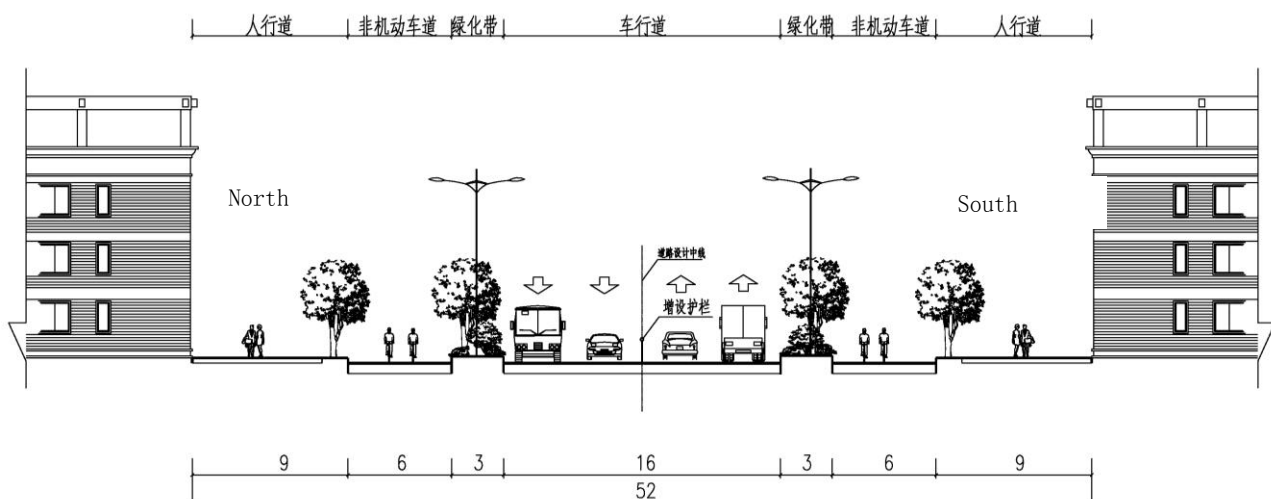 人行道 非机动车道 绿化带 车行道 绿化带 非机动车道 人行道
North
South
道路设计中线
增设护栏
9 6 3 16 3 6 9
52